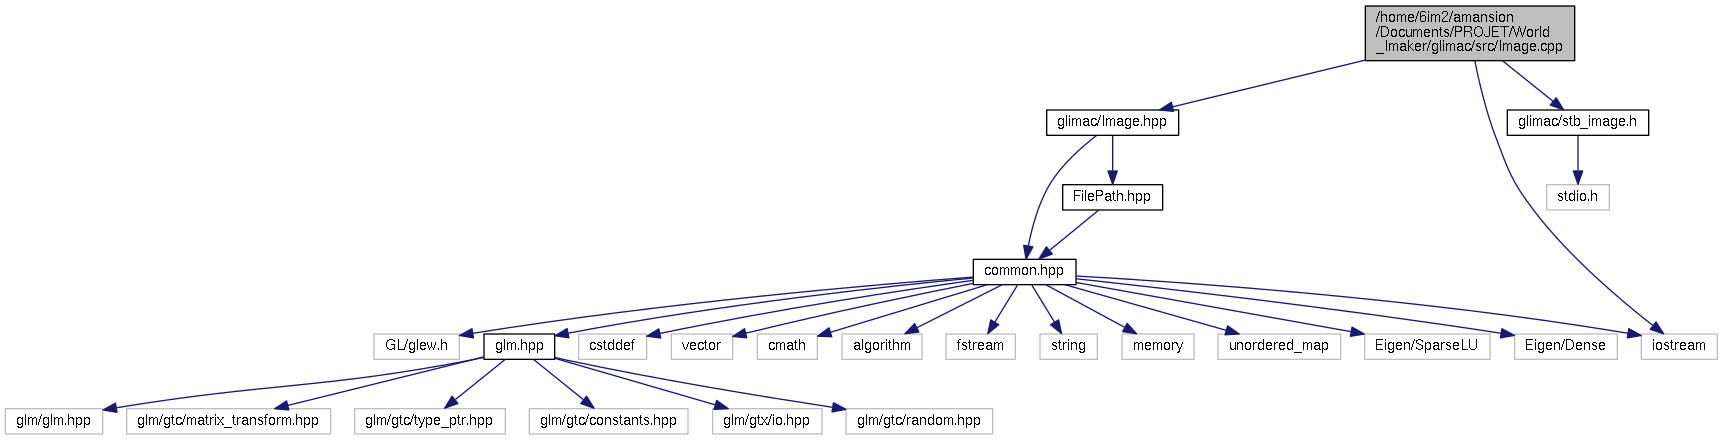 /home/6im2/amansion
/Documents/PROJET/World
_Imaker/glimac/src/Image.cpp
glimac/Image.hpp
glimac/stb_image.h
FilePath.hpp
stdio.h
common.hpp
GL/glew.h
glm.hpp
cstddef
vector
cmath
algorithm
fstream
string
memory
unordered_map
Eigen/SparseLU
Eigen/Dense
iostream
glm/glm.hpp
glm/gtc/matrix_transform.hpp
glm/gtc/type_ptr.hpp
glm/gtc/constants.hpp
glm/gtx/io.hpp
glm/gtc/random.hpp